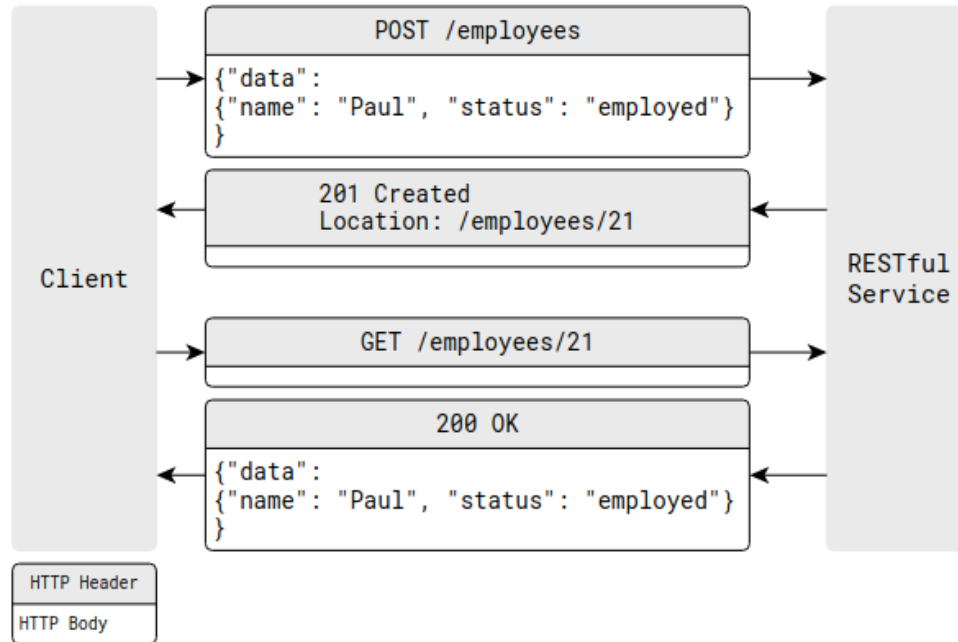 POST /employees
{"data":
{"name": "Paul", "status": "employed"}
}
201 Created
Location: /employees/21
Client
RESTful
Service
GET /employees/21
200 OK
{"data":
{"name": "Paul", "status": "employed"}
}
HTTP Header
HTTP Body